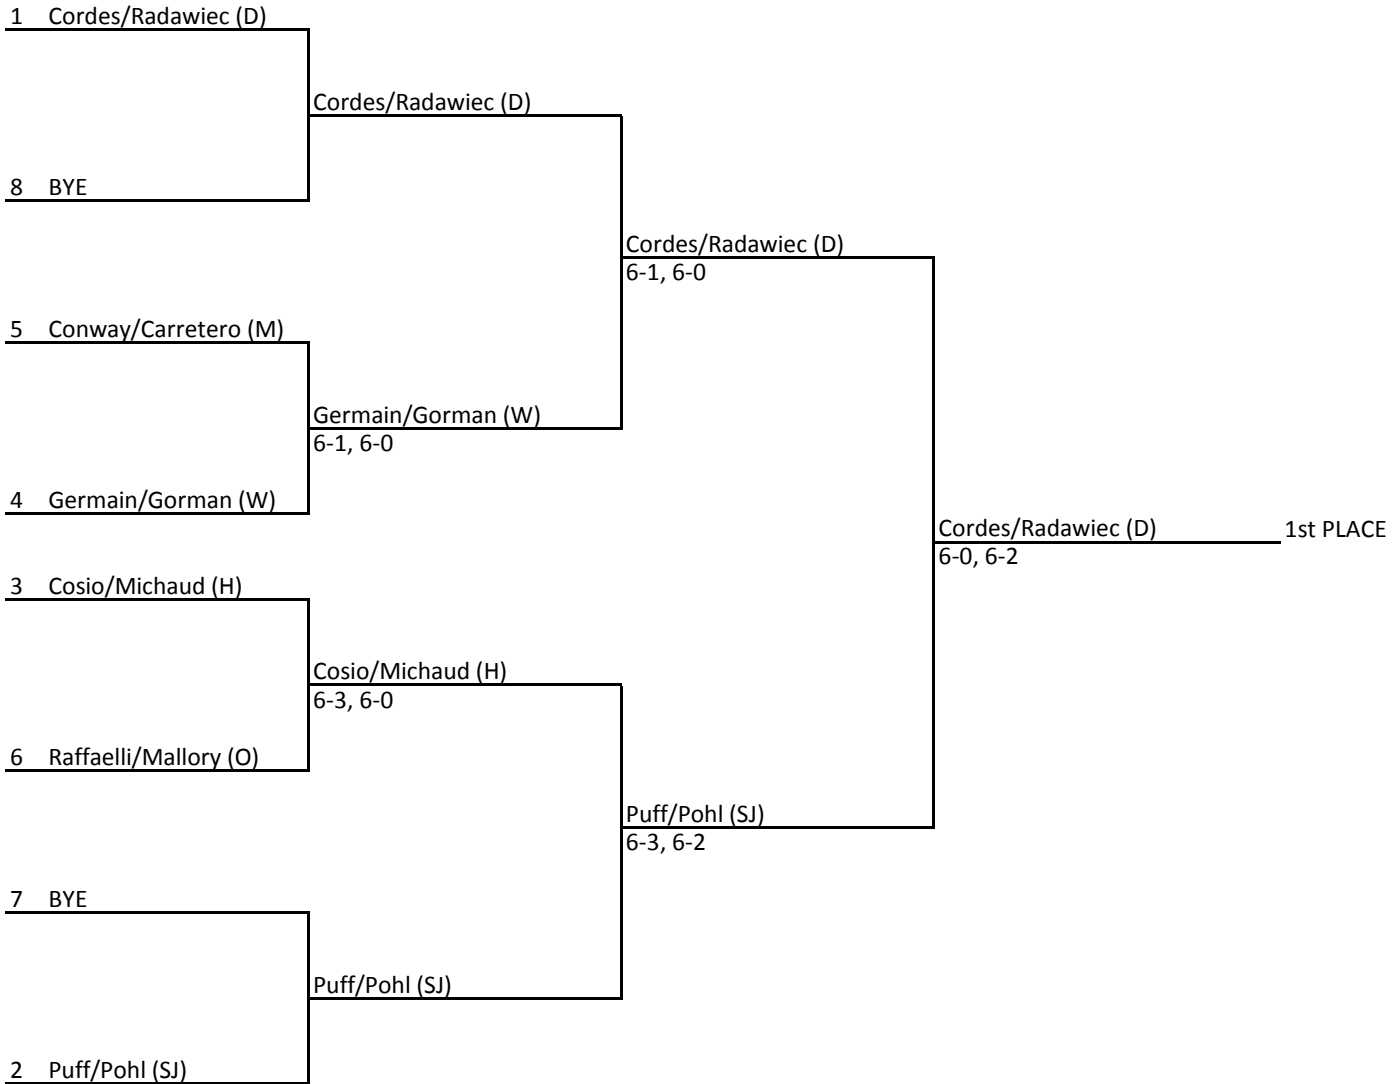 1 Cordes/Radawiec (D)
Cordes/Radawiec (D)
8 BYE
Cordes/Radawiec (D)
6-1, 6-0
5 Conway/Carretero (M)
Germain/Gorman (W)
6-1, 6-0
4 Germain/Gorman (W)
Cordes/Radawiec (D) 1st PLACE
6-0, 6-2
3 Cosio/Michaud (H)
Cosio/Michaud (H)
6-3, 6-0
6 Raffaelli/Mallory (O)
Puff/Pohl (SJ)
6-3, 6-2
7 BYE
Puff/Pohl (SJ)
2 Puff/Pohl (SJ)